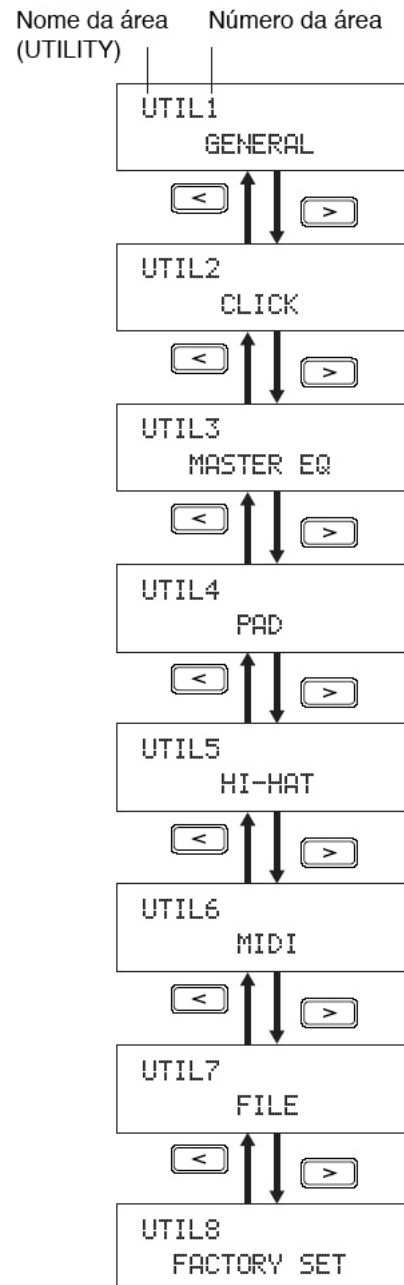 Nome da área Número da área
(UTILITY)
UTIL1
GENERAL
< >
UTIL2
CLICK
< >
UTIL3
MASTER EQ
< >
UTIL4
PAD
< >
UTIL5
HI-HAT
< >
UTIL6
MIDI
< >
UTIL7
FILE
< >
UTIL8
FACTORY SET